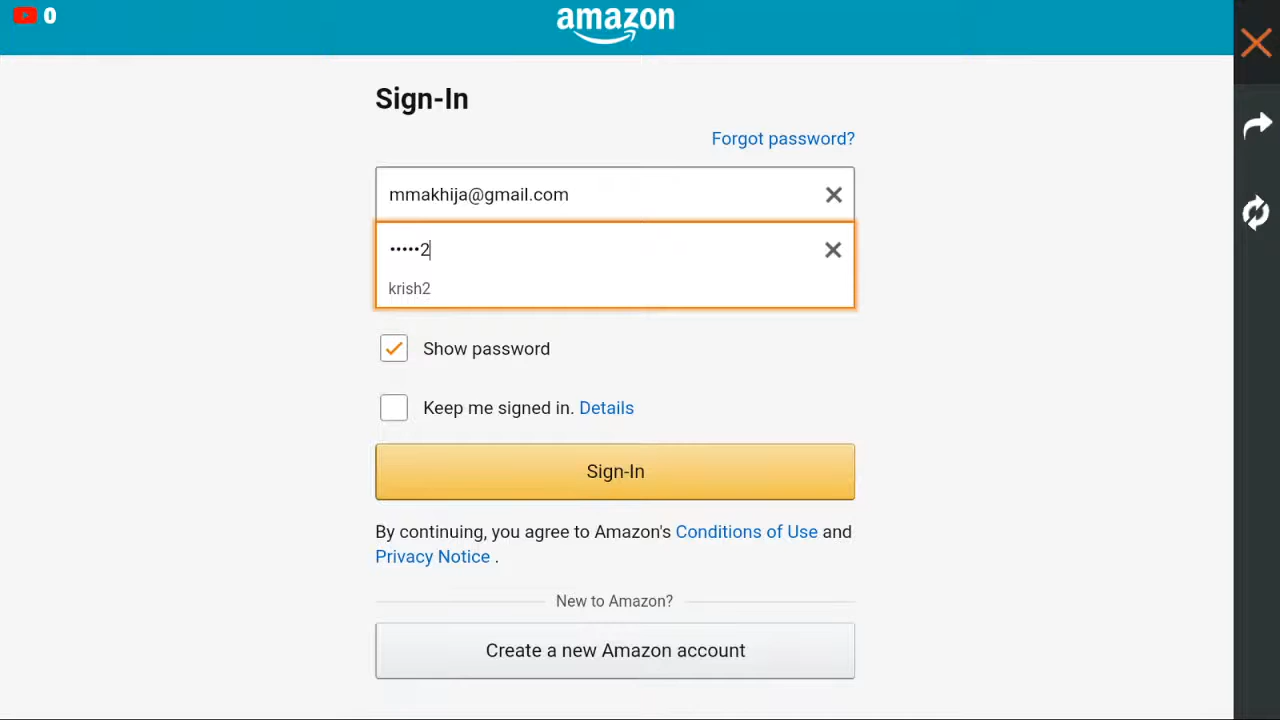 0
amazon
Sign-In
Forgot password?
mmakhija@gmail.com
•••••2
krish2
Show password
Keep me signed in. Details
Sign-In
By continuing, you agree to Amazon's Conditions of Use and
Privacy Notice .
New to Amazon?
Create a new Amazon account